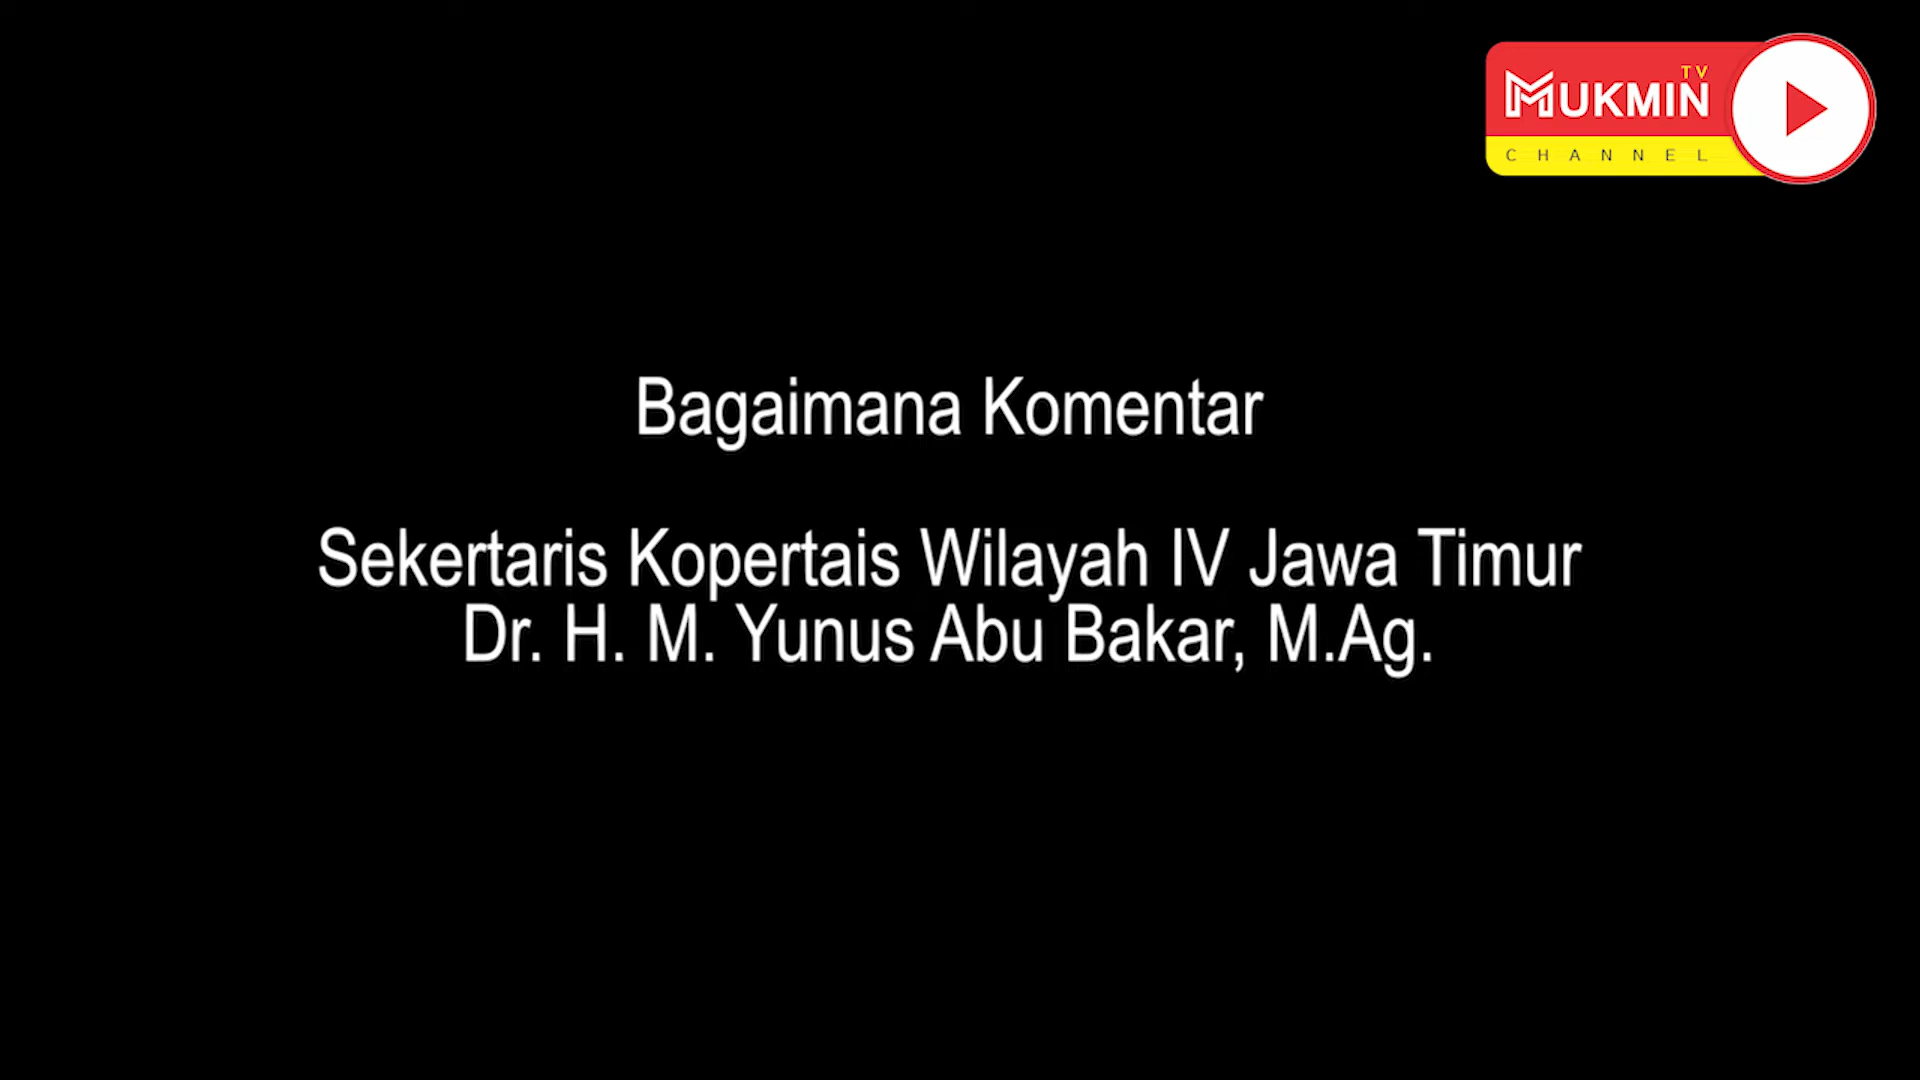 TV
MUKMIN
CHANNEL
Bagaimana Komentar
Sekertaris Kopertais Wilayah IV Jawa Timur
Dr. H. M. Yunus Abu Bakar, M.Ag.